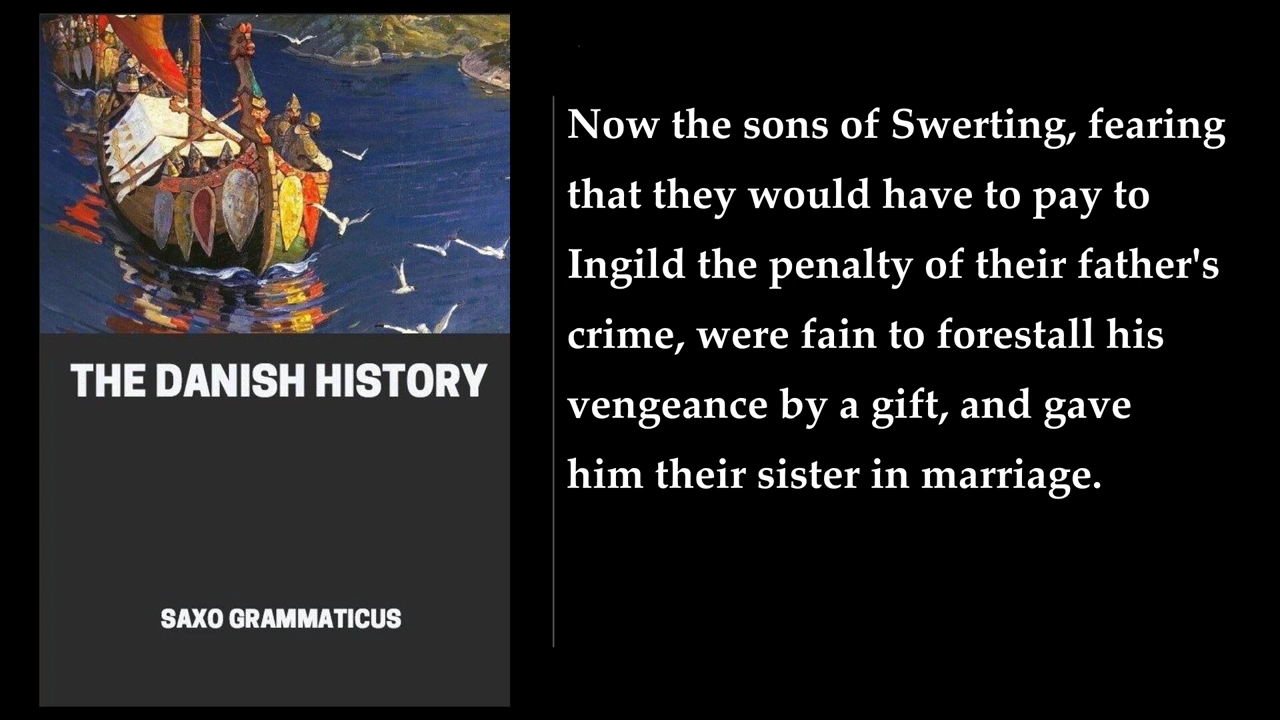 THE DANISH HISTORY
SAXO GRAMMATICUS
Now the sons of Swerting, fearing
that they would have to pay to
Ingild the penalty of their father's
crime, were fain to forestall his
vengeance by a gift, and gave
him their sister in marriage.